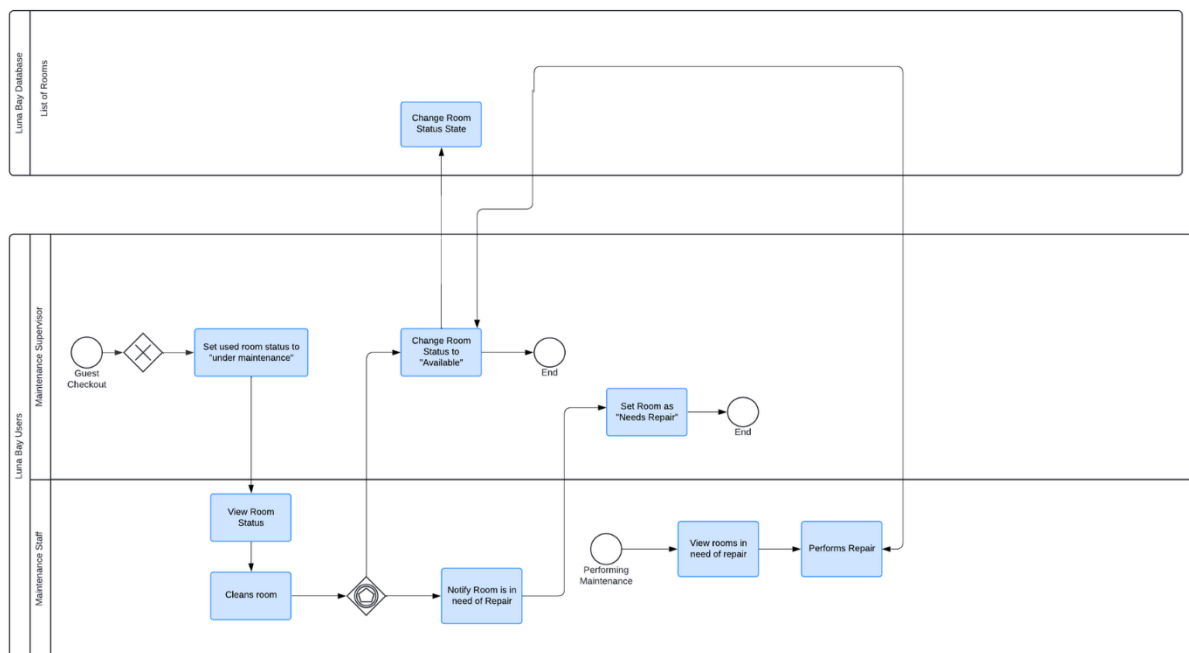 Luna Bay Database
List of Rooms
Change Room
Status State
Luna Bay Users
Maintenance Supervisor
Guest
Checkout
Set used room status to
"under maintenance"
Change Room
Status to
"Available"
End
Set Room as
"Needs Repair"
End
Maintenance Staff
View Room
Status
Cleans room
Notify Room is in
need of Repair
Performing
Maintenance
View rooms in
need of repair
Performs Repair